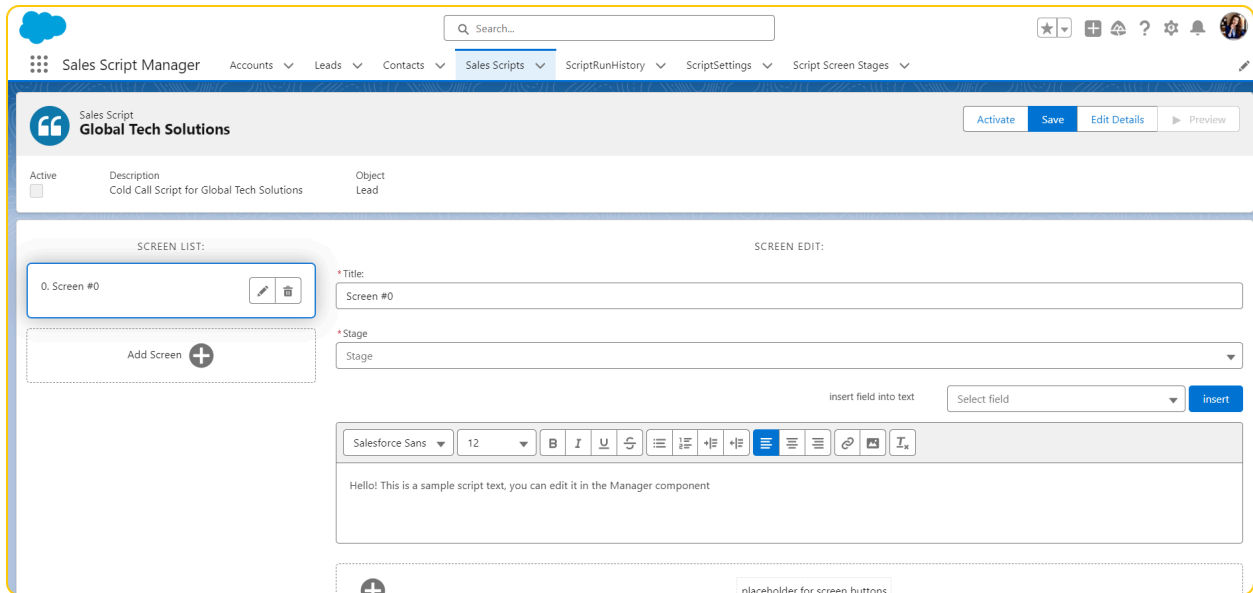 Search...
Sales Script Manager Accounts Leads Contacts Sales Scripts ScriptRunHistory ScriptSettings Script Screen Stages
Sales Script
Global Tech Solutions
Activate Save Edit Details Preview
Active Description Object
Cold Call Script for Global Tech Solutions Lead
SCREEN LIST: SCREEN EDIT:
0. Screen #0
Add Screen
*Title:
Screen #0
*Stage
Stage
insert field into text Select field insert
Salesforce Sans 12 B I U S
Hello! This is a sample script text, you can edit it in the Manager component
placeholder for screen buttons